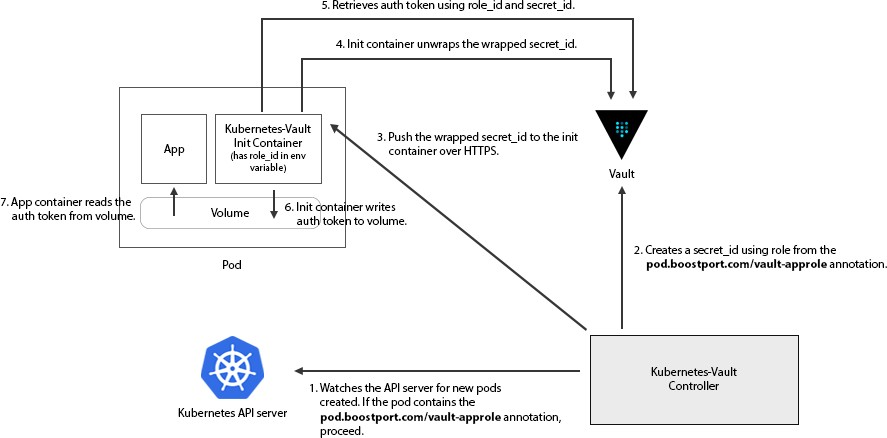 5. Retrieves auth token using role_id and secret_id.
4. Init container unwraps the wrapped secret_id.
Kubernetes-Vault
Init Container
(has role_id in env
variable)
App
3. Push the wrapped secret_id to the init
container over HTTPS.
Vault
7. App container reads the
auth token from volume.
Volume
6. Init container writes
auth token to volume.
Pod
2. Creates a secret_id using role from the
pod.boostport.com/vault-approle annotation.
Kubernetes API server
1. Watches the API server for new pods
created. If the pod contains the
pod.boostport.com/vault-approle annotation,
proceed.
Kubernetes-Vault
Controller